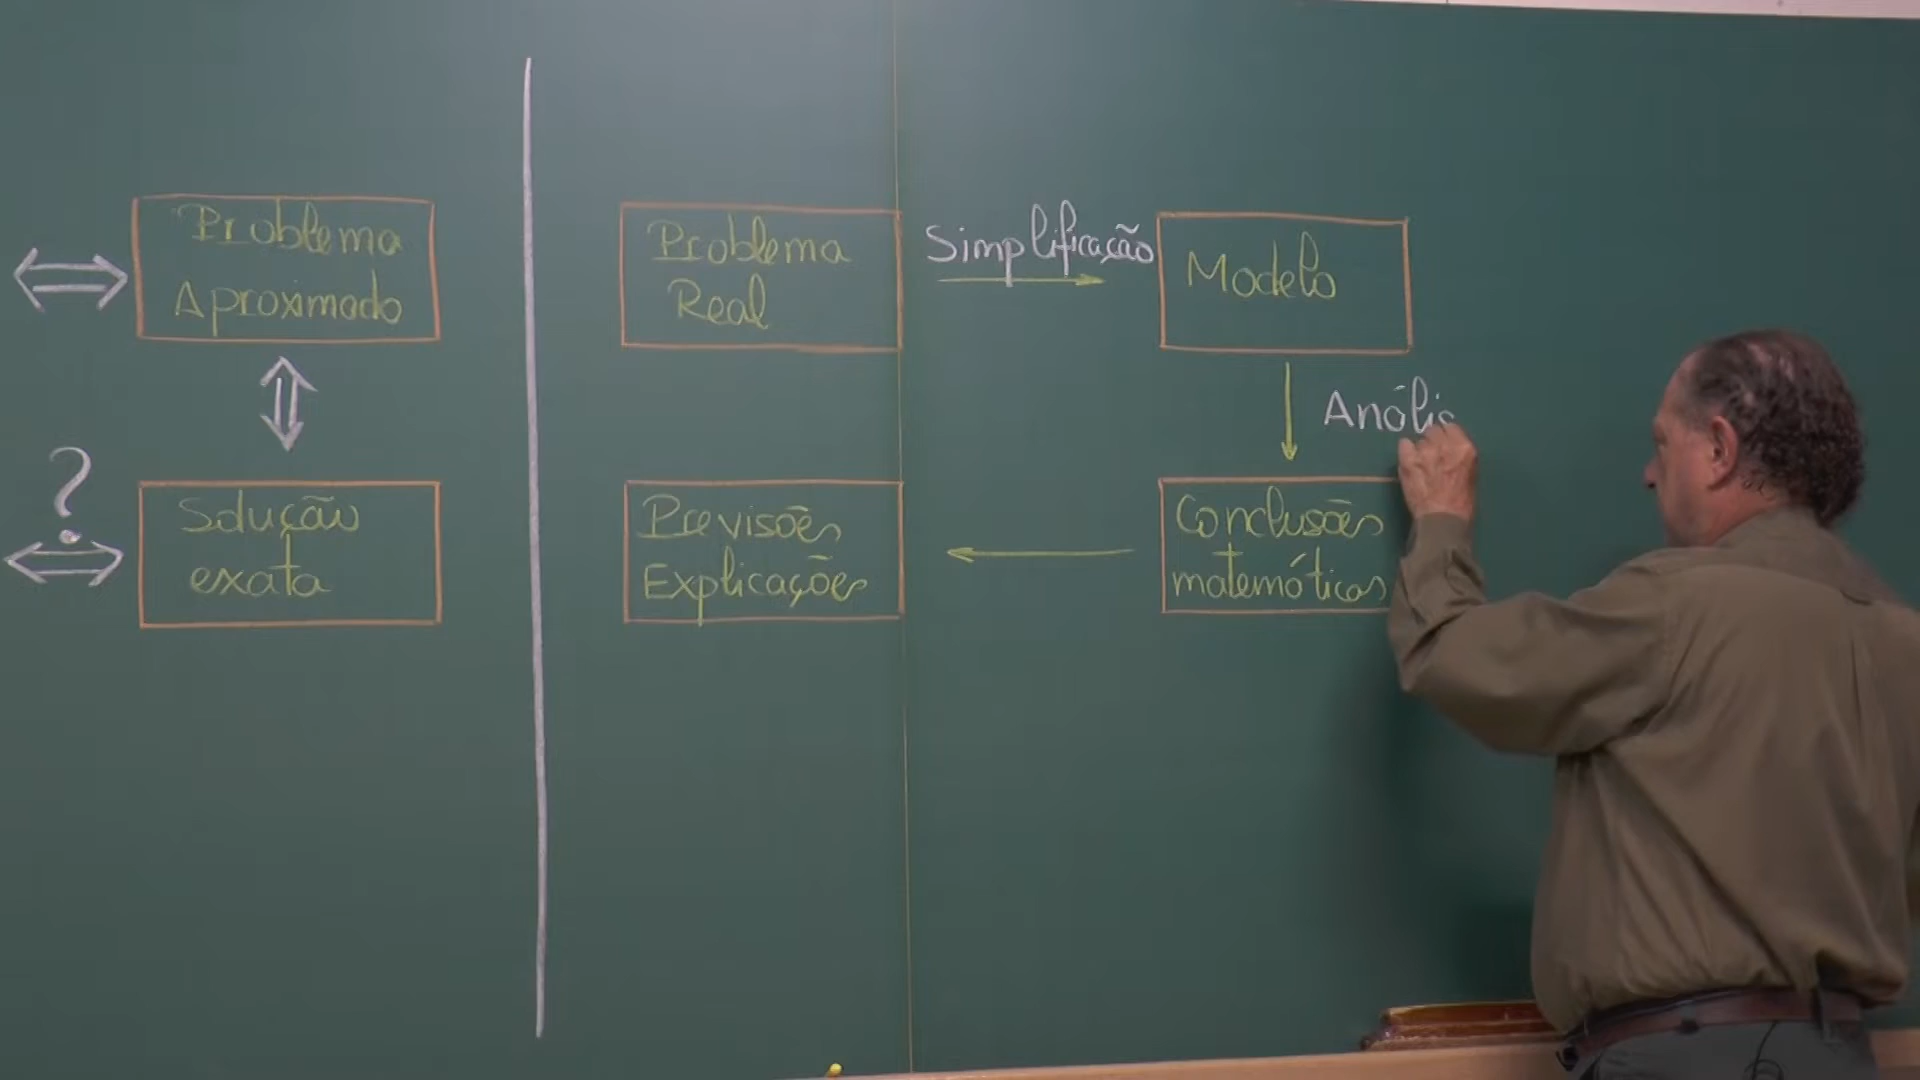 Problema
Aproximado
?
Solução
exata
Problema
Real
Simplificação
Modelo
Anális
Previsões
Explicações
Conclusões
matemáticas